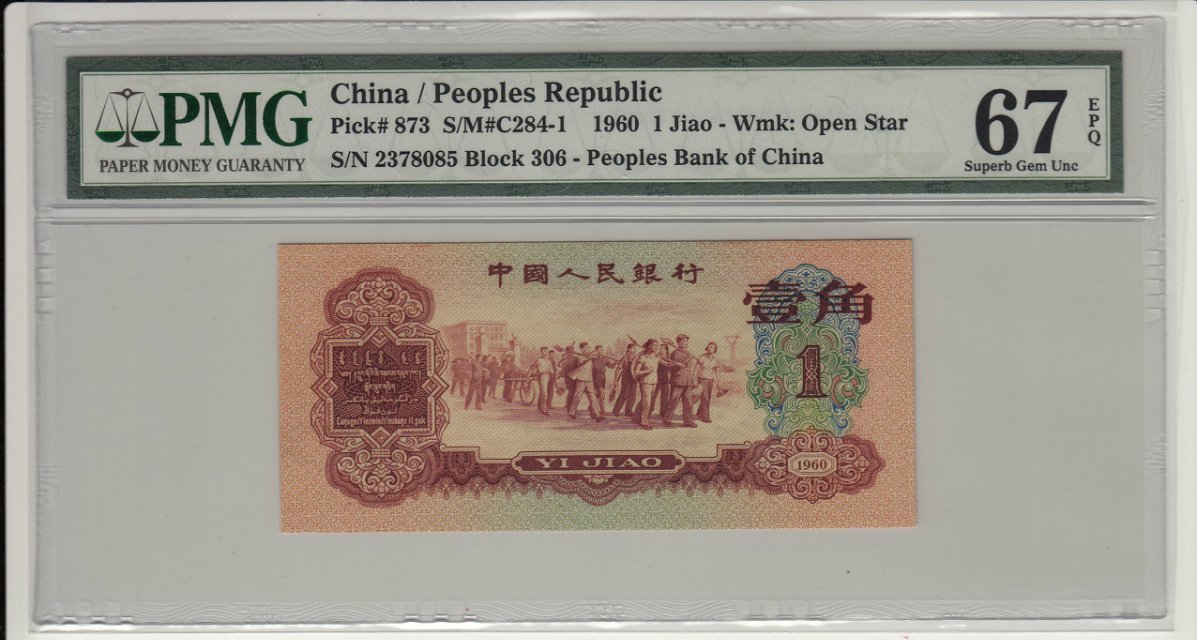 PMG
PAPER MONEY GUARANTY
China / Peoples Republic
Pick# 873 S/M#C284-1 1960 1 Jiao - Wmk: Open Star
S/N 2378085 Block 306 - Peoples Bank of China
67
EPQ
Superb Gem Unc
中國人民銀行
壹角
1
YI JIAO
1960